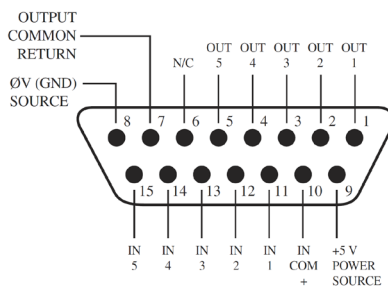 OUTPUT
COMMON
RETURN
ØV (GND)
SOURCE
N/C
OUT
5
OUT
4
OUT
3
OUT
2
OUT
1
8 7 6 5 4 3 2 1
15 14 13 12 11 10 9
IN
5
IN
4
IN
3
IN
2
IN
1
IN
COM
+
+5 V
POWER
SOURCE